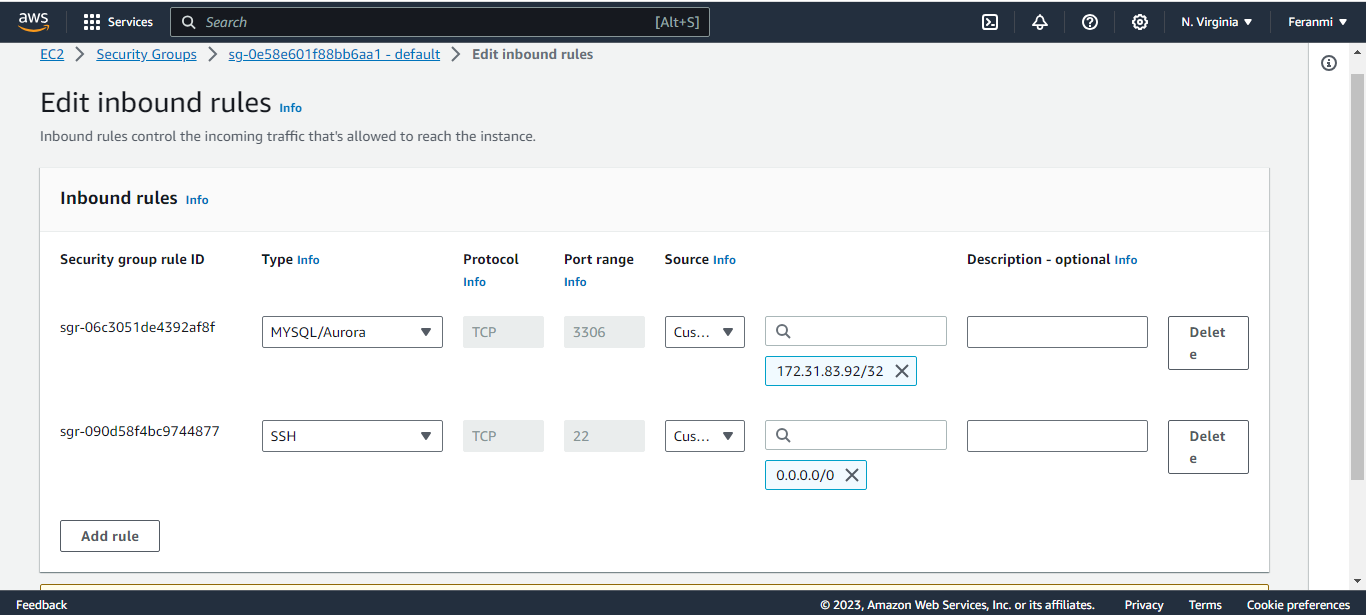 aws Services Search [Alt+S] N. Virginia Feranmi
EC2 Security Groups sg-0e58e601f88bb6aa1 - default Edit inbound rules
Edit inbound rules Info
Inbound rules control the incoming traffic that's allowed to reach the instance.
Inbound rules Info
Security group rule ID Type Info Protocol Info Port range Info Source Info Description - optional Info
sgr-06c3051de4392af8f MYSQL/Aurora TCP 3306 Cus... Delet
e
172.31.83.92/32
sgr-090d58f4bc9744877 SSH TCP 22 Cus... Delet
e
0.0.0.0/0
Add rule
Feedback © 2023, Amazon Web Services, Inc. or its affiliates. Privacy Terms Cookie preferences